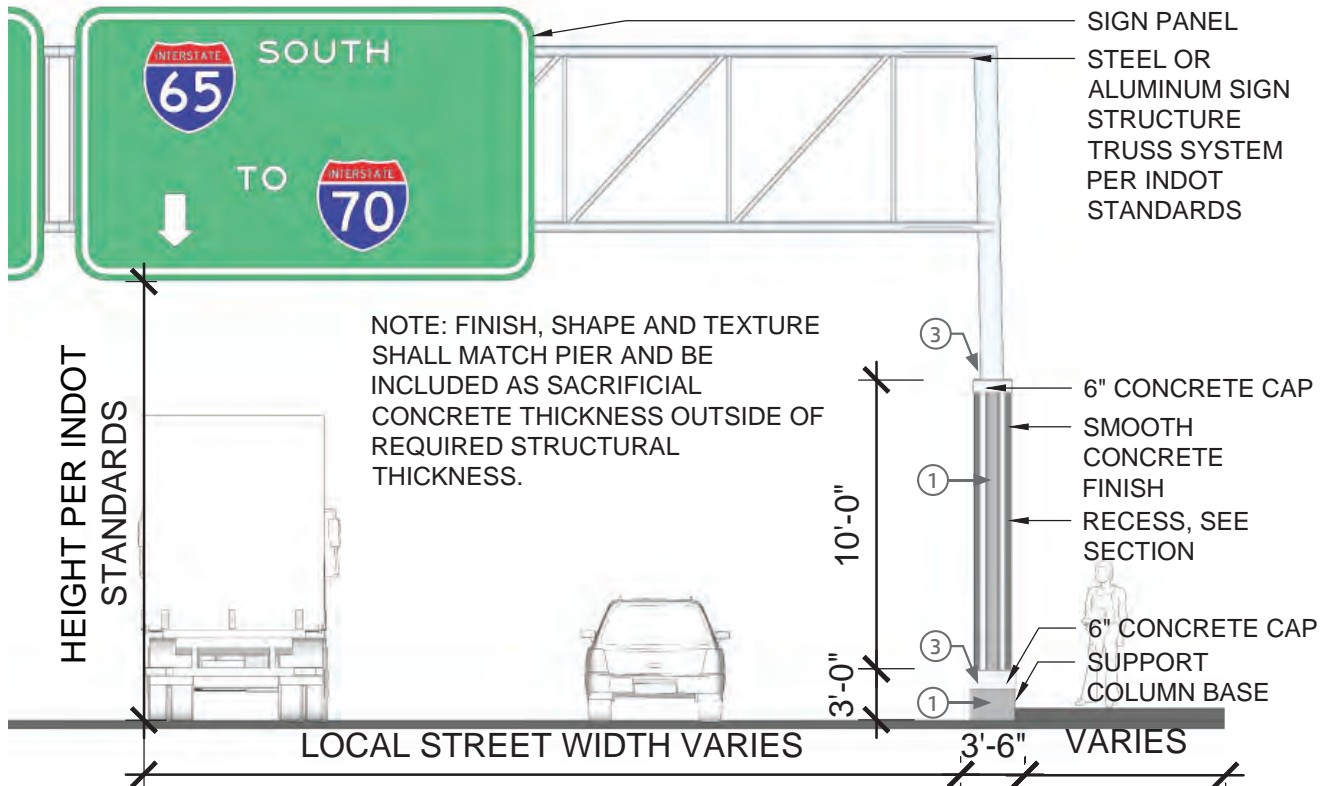 INTERSTATE
65
SOUTH
TO
INTERSTATE
70
SIGN PANEL
STEEL OR
ALUMINUM SIGN
STRUCTURE
TRUSS SYSTEM
PER INDOT
STANDARDS
NOTE: FINISH, SHAPE AND TEXTURE
SHALL MATCH PIER AND BE
INCLUDED AS SACRIFICIAL
CONCRETE THICKNESS OUTSIDE OF
REQUIRED STRUCTURAL
THICKNESS.
HEIGHT PER INDOT
STANDARDS
3
6" CONCRETE CAP
SMOOTH
CONCRETE
FINISH
1
RECESS, SEE
SECTION
10'-0"
6" CONCRETE CAP
3
SUPPORT
COLUMN BASE
1
3'-0"
LOCAL STREET WIDTH VARIES
3'-6"
VARIES